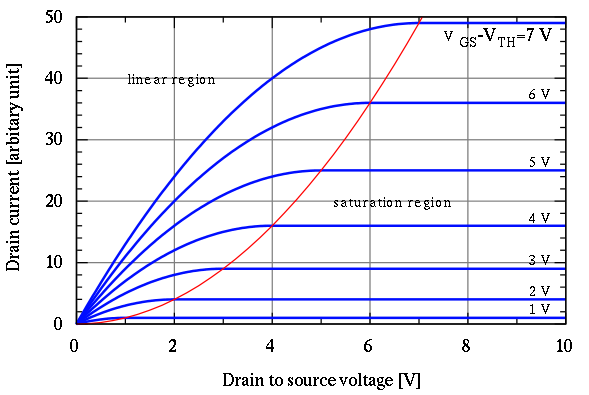 50
40
30
20
10
0
Drain current [arbitary unit]
linear region
saturation region
V GS-VTH=7 V
6 V
5 V
4 V
3 V
2 V
1 V
0 2 4 6 8 10
Drain to source voltage [V]